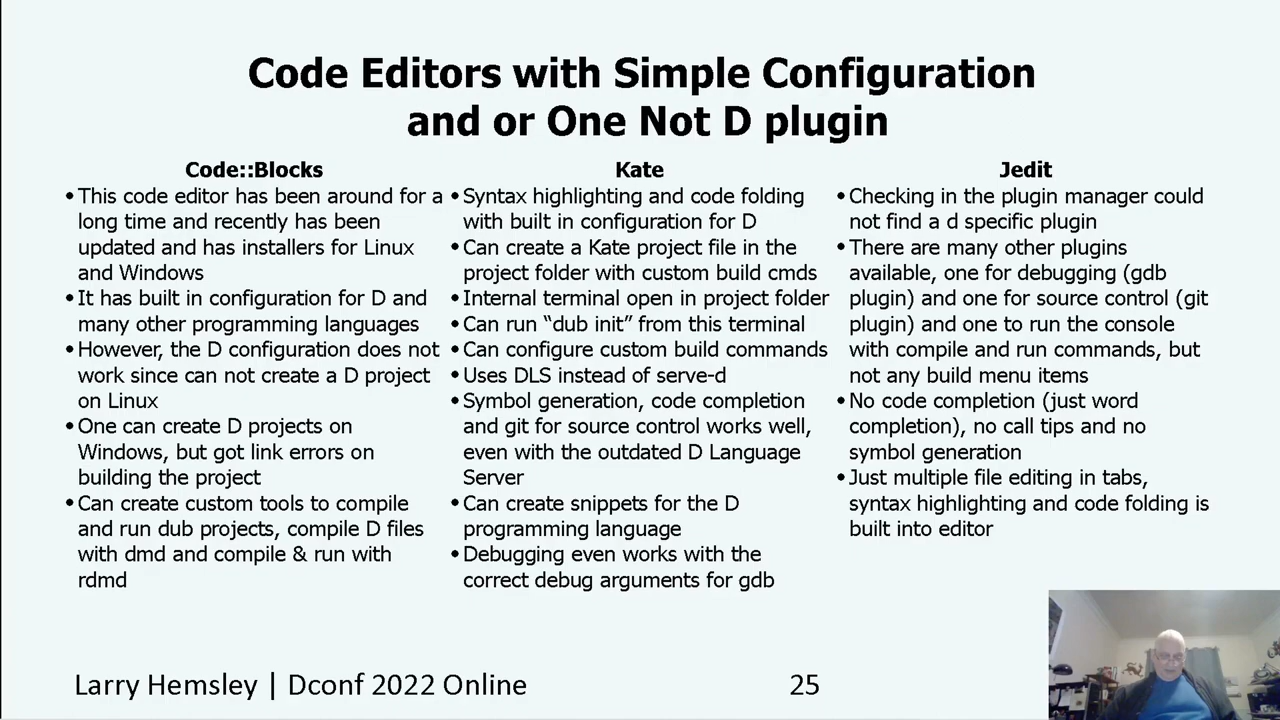 Code Editors with Simple Configuration
and or One Not D plugin
Code::Blocks
•This code editor has been around for a
long time and recently has been
updated and has installers for Linux
and Windows
•It has built in configuration for D and
many other programming languages
•However, the D configuration does not
work since can not create a D project
on Linux
•One can create D projects on
Windows, but got link errors on
building the project
•Can create custom tools to compile
and run dub projects, compile D files
with dmd and compile & run with
rdmd
Kate
•Syntax highlighting and code folding
with built in configuration for D
•Can create a Kate project file in the
project folder with custom build cmds
•Internal terminal open in project folder
•Can run “dub init” from this terminal
•Can configure custom build commands
•Uses DLS instead of serve-d
•Symbol generation, code completion
and git for source control works well,
even with the outdated D Language
Server
•Can create snippets for the D
programming language
•Debugging even works with the
correct debug arguments for gdb
Jedit
•Checking in the plugin manager could
not find a d specific plugin
•There are many other plugins
available, one for debugging (gdb
plugin) and one for source control (git
plugin) and one to run the console
with compile and run commands, but
not any build menu items
•No code completion (just word
completion), no call tips and no
symbol generation
•Just multiple file editing in tabs,
syntax highlighting and code folding is
built into editor
Larry Hemsley | Dconf 2022 Online
25